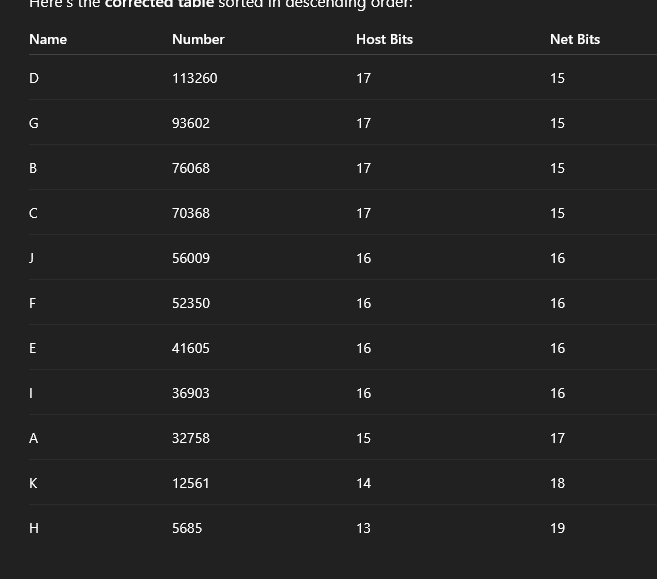 Here's the corrected table sorted in descending order:
Name Number Host Bits Net Bits
D 113260 17 15
G 93602 17 15
B 76068 17 15
C 70368 17 15
J 56009 16 16
F 52350 16 16
E 41605 16 16
I 36903 16 16
A 32758 15 17
K 12561 14 18
H 5685 13 19